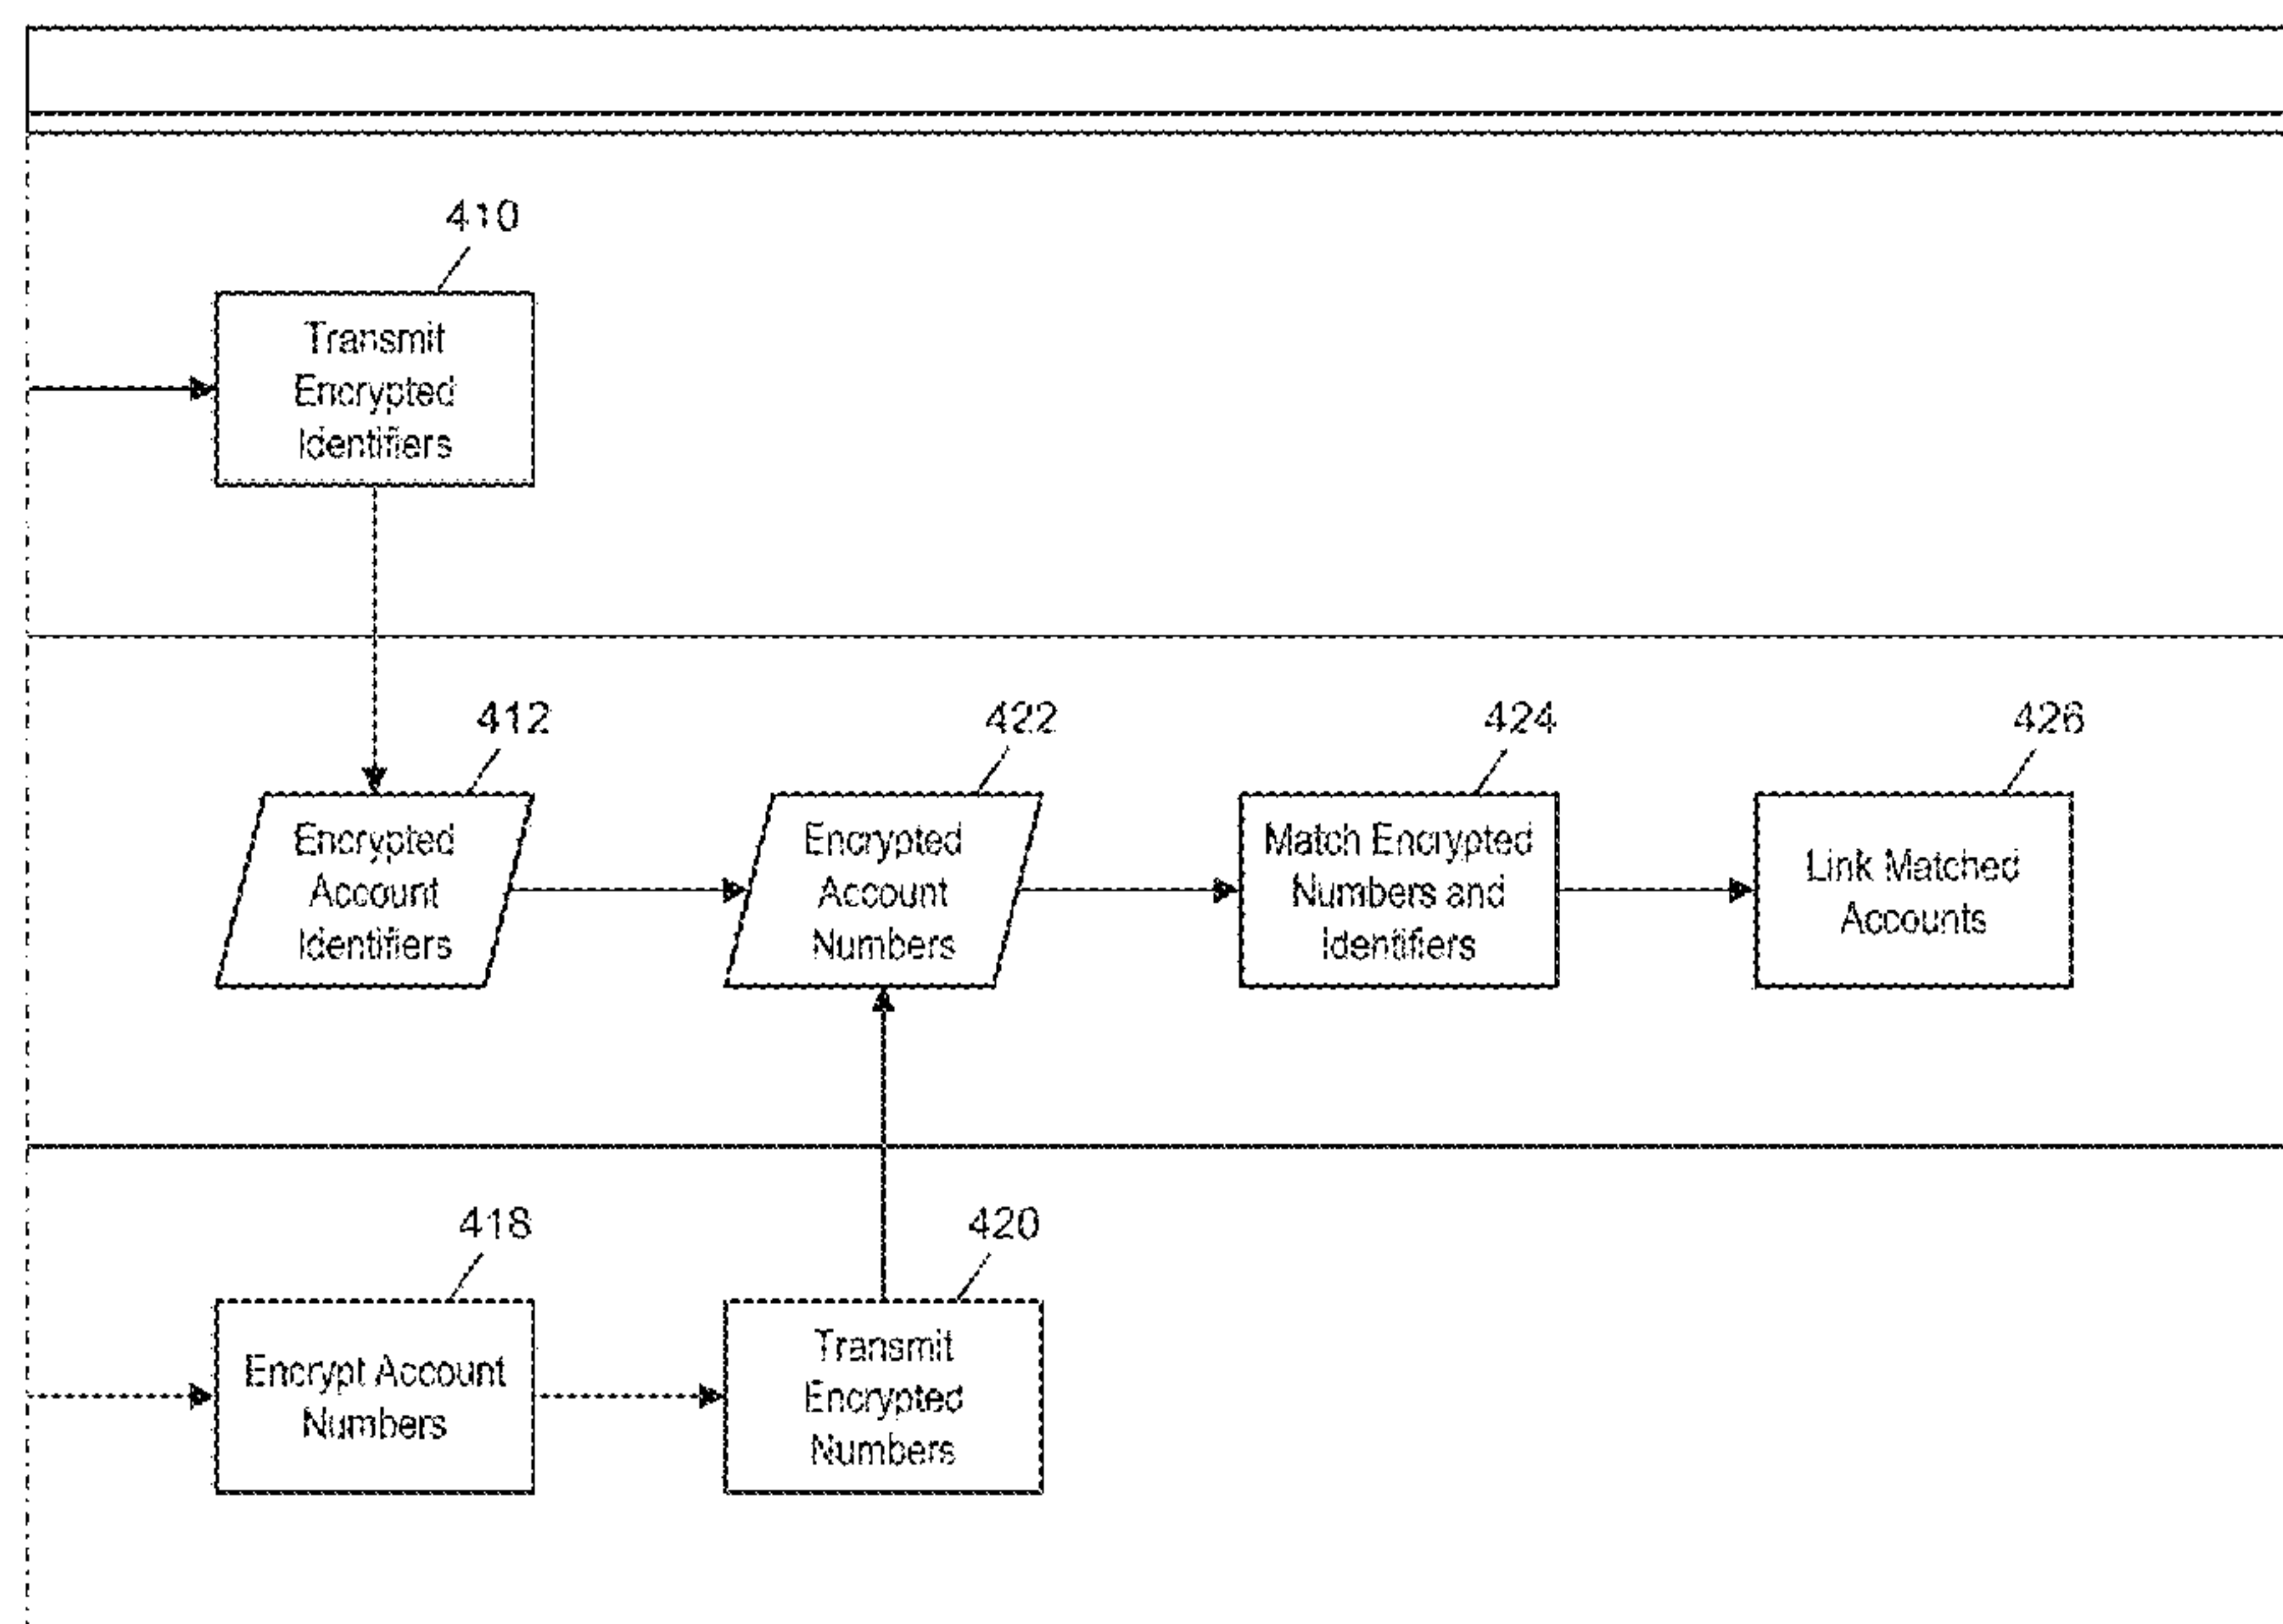 410
Transmit
Encrypted
Identifiers
412
Encrypted
Account
Identifiers
422
Encrypted
Account
Numbers
424
Match Encrypted
Numbers and
Identifiers
426
Link Matched
Accounts
418
Encrypt Account
Numbers
420
Transmit
Encrypted
Numbers